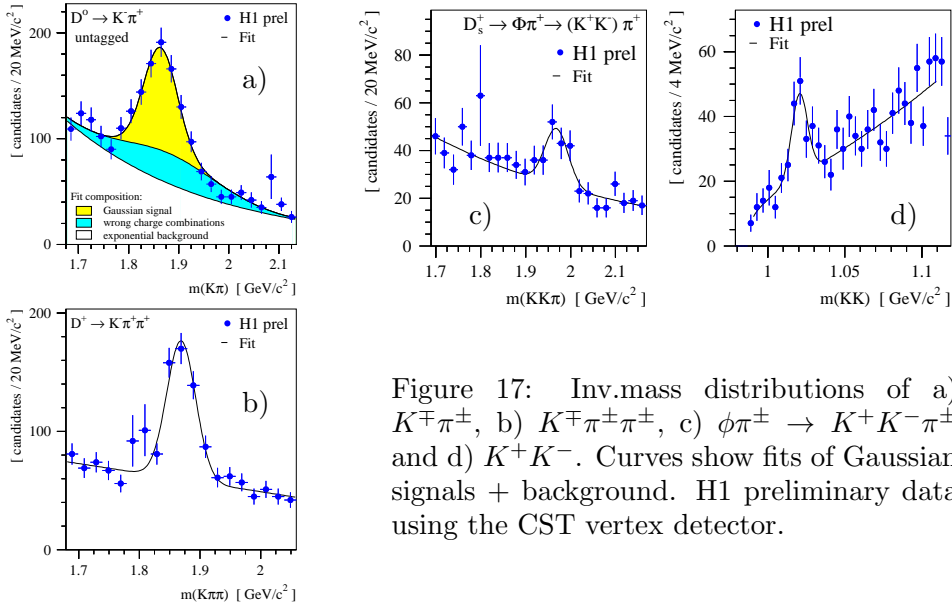 D° → K⁻π⁺
untagged
H1 prel
Fit
a)
[ candidates / 20 MeV/c² ]
200
100
0
Fit composition:
Gaussian signal
wrong charge combinations
exponential background
1.7 1.8 1.9 2 2.1
m(Kπ) [ GeV/c² ]
D⁺ → K⁻π⁺π⁺
H1 prel
Fit
b)
[ candidates / 20 MeV/c² ]
200
100
0
1.7 1.8 1.9 2
m(Kππ) [ GeV/c² ]
D_s⁺ → Φπ⁺ → (K⁺K⁻) π⁺
H1 prel
Fit
c)
[ candidates / 20 MeV/c² ]
80
60
40
20
0
1.7 1.8 1.9 2 2.1
m(KKπ) [ GeV/c² ]
H1 prel
Fit
d)
[ candidates / 4 MeV/c² ]
60
40
20
0
1 1.05 1.1
m(KK) [ GeV/c² ]
Figure 17: Inv.mass distributions of a)
K∓π±, b) K∓π±π±, c) φπ± → K⁺K⁻π±
and d) K⁺K⁻. Curves show fits of Gaussian
signals + background. H1 preliminary data
using the CST vertex detector.